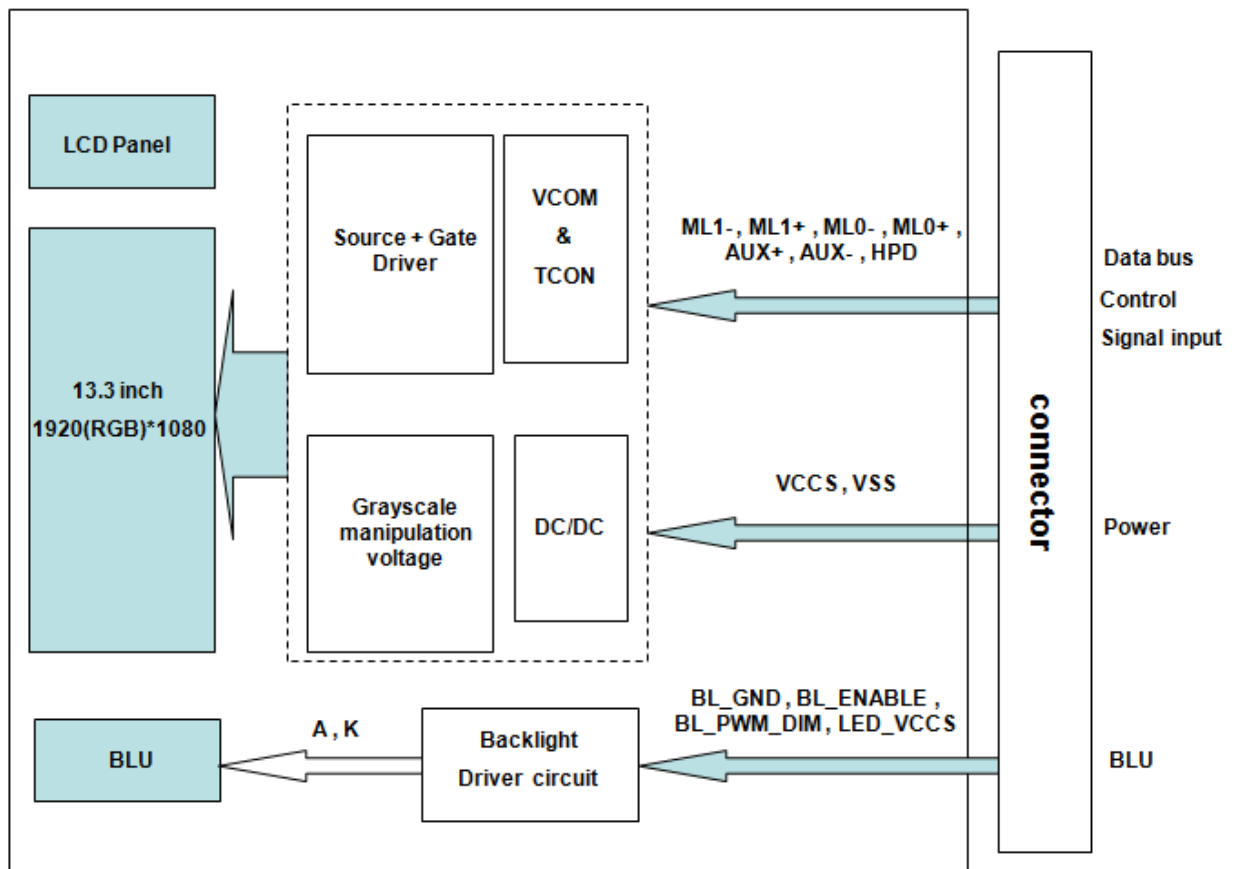 LCD Panel
13.3 inch
1920(RGB)*1080
Source + Gate
Driver
VCOM
&
TCON
Grayscale
manipulation
voltage
DC/DC
ML1-, ML1+ , ML0- , ML0+ ,
AUX+ , AUX- , HPD
VCCS , VSS
BL_GND , BL_ENABLE ,
BL_PWM_DIM, LED_VCCS
A , K
BLU
Backlight
Driver circuit
connector
Data bus
Control
Signal input
Power
BLU